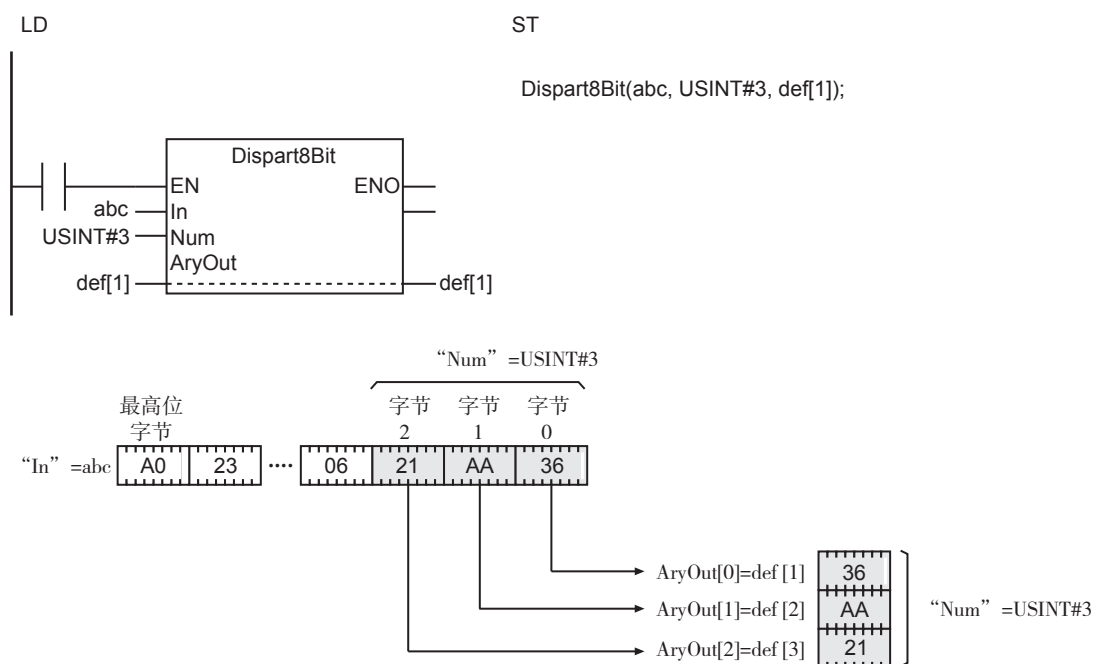 LD
ST
Dispart8Bit(abc, USINT#3, def[1]);
Dispart8Bit
EN ENO
abc In
USINT#3 Num
AryOut
def[1] def[1]
“Num” =USINT#3
最高位 字节 字节 字节
字节 2 1 0
“In” =abc A0 23 ···· 06 21 AA 36
AryOut[0]=def [1] 36
AryOut[1]=def [2] AA “Num” =USINT#3
AryOut[2]=def [3] 21